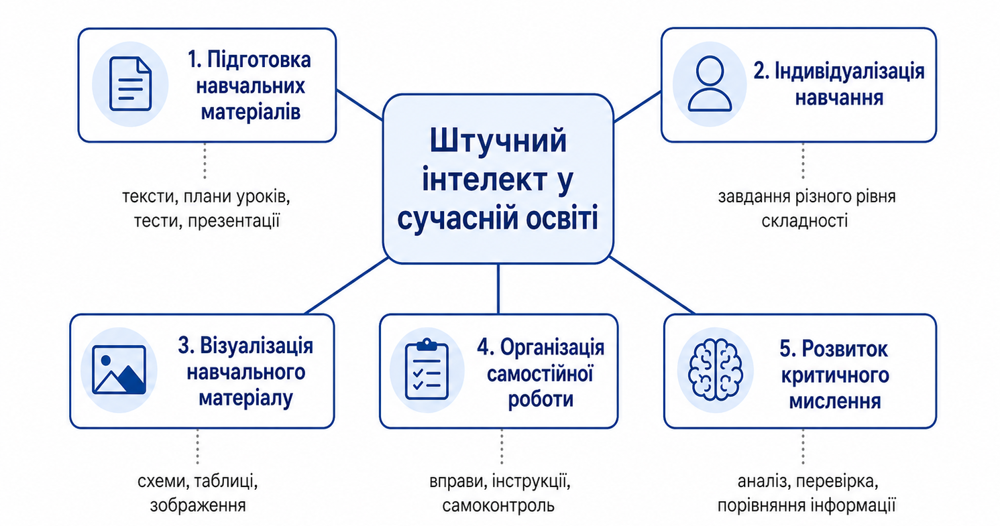 1. Підготовка
навчальних
матеріалів
тексти, плани уроків,
тести, презентації
Штучний
інтелект у
сучасній освіті
2. Індивідуалізація
навчання
завдання різного рівня
складності
3. Візуалізація
навчального
матеріалу
схеми, таблиці,
зображення
4. Організація
самостійної
роботи
вправи, інструкції,
самоконтроль
5. Розвиток
критичного
мислення
аналіз, перевірка,
порівняння інформації